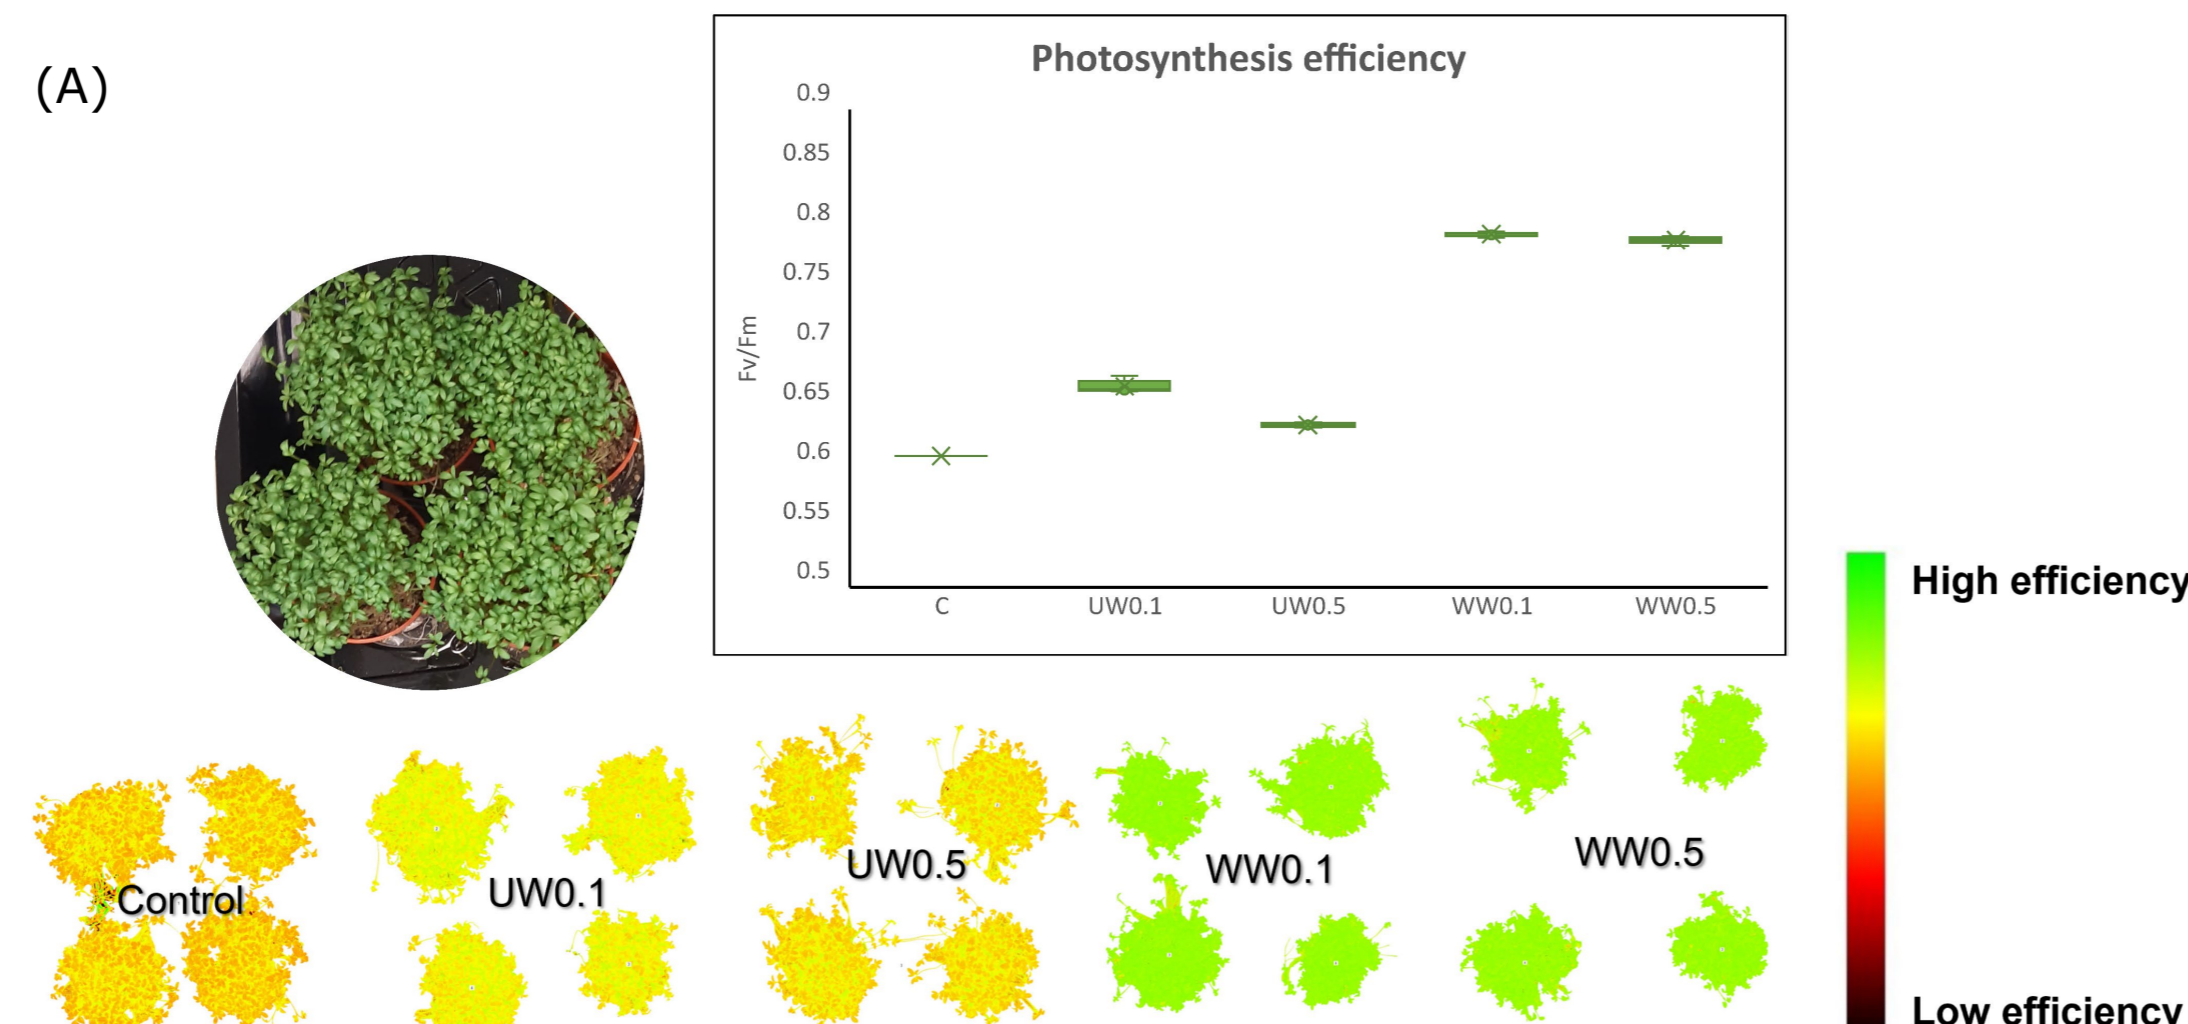 (A)
Photosynthesis efficiency
0.9
0.85
0.8
0.75
0.7
0.65
0.6
0.55
0.5
Fv/Fm
C UW0.1 UW0.5 WW0.1 WW0.5
High efficiency
Low efficiency
Control
UW0.1
UW0.5
WW0.1
WW0.5